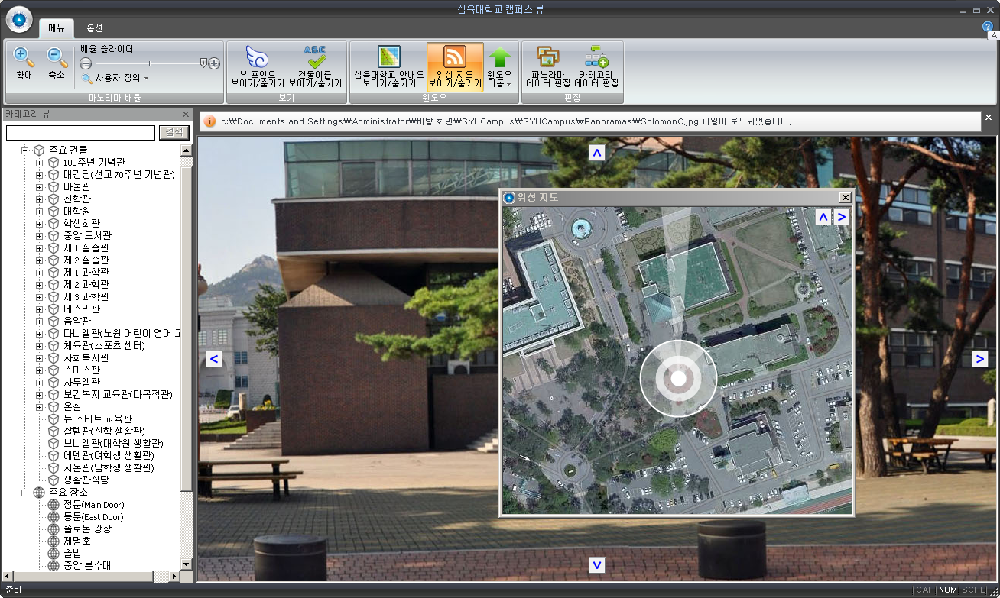 삼육대학교 캠퍼스 뷰
메뉴
옵션
A
확대
축소
배율 슬라이더
사용자 정의
파노라마 배율
뷰 포인트
보이기/숨기기
ABC
건물이름
보이기/숨기기
보기
삼육대학교 안내도
보이기/숨기기
위성 지도
보이기/숨기기
윈도우
이동
윈도우
파노라마
데이터 편집
카테고리
데이터 편집
편집
카테고리 뷰
검색
c:₩Documents and Settings₩Administrator₩바탕 화면₩SYUCampus₩SYUCampus₩Panoramas₩SolomonC.jpg 파일이 로드되었습니다.
주요 건물
100주년 기념관
대강당(선교 70주년 기념관)
바울관
신학관
대학원
학생회관
중앙 도서관
제 1 실습관
제 2 실습관
제 1 과학관
제 2 과학관
제 3 과학관
에스라관
음악관
다니엘관(노원 어린이 영어 교
체육관(스포츠 센터)
사회복지관
스미스관
사무엘관
보건복지 교육관(다목적관)
온실
뉴 스타트 교육관
살렘관(신학 생활관)
브니엘관(대학원 생활관)
에덴관(여학생 생활관)
시온관(남학생 생활관)
생활관식당
주요 장소
정문(Main Door)
동문(East Door)
솔로몬 광장
제명호
솔밭
중앙 분수대
위성 지도
준비
CAP NUM SCRL